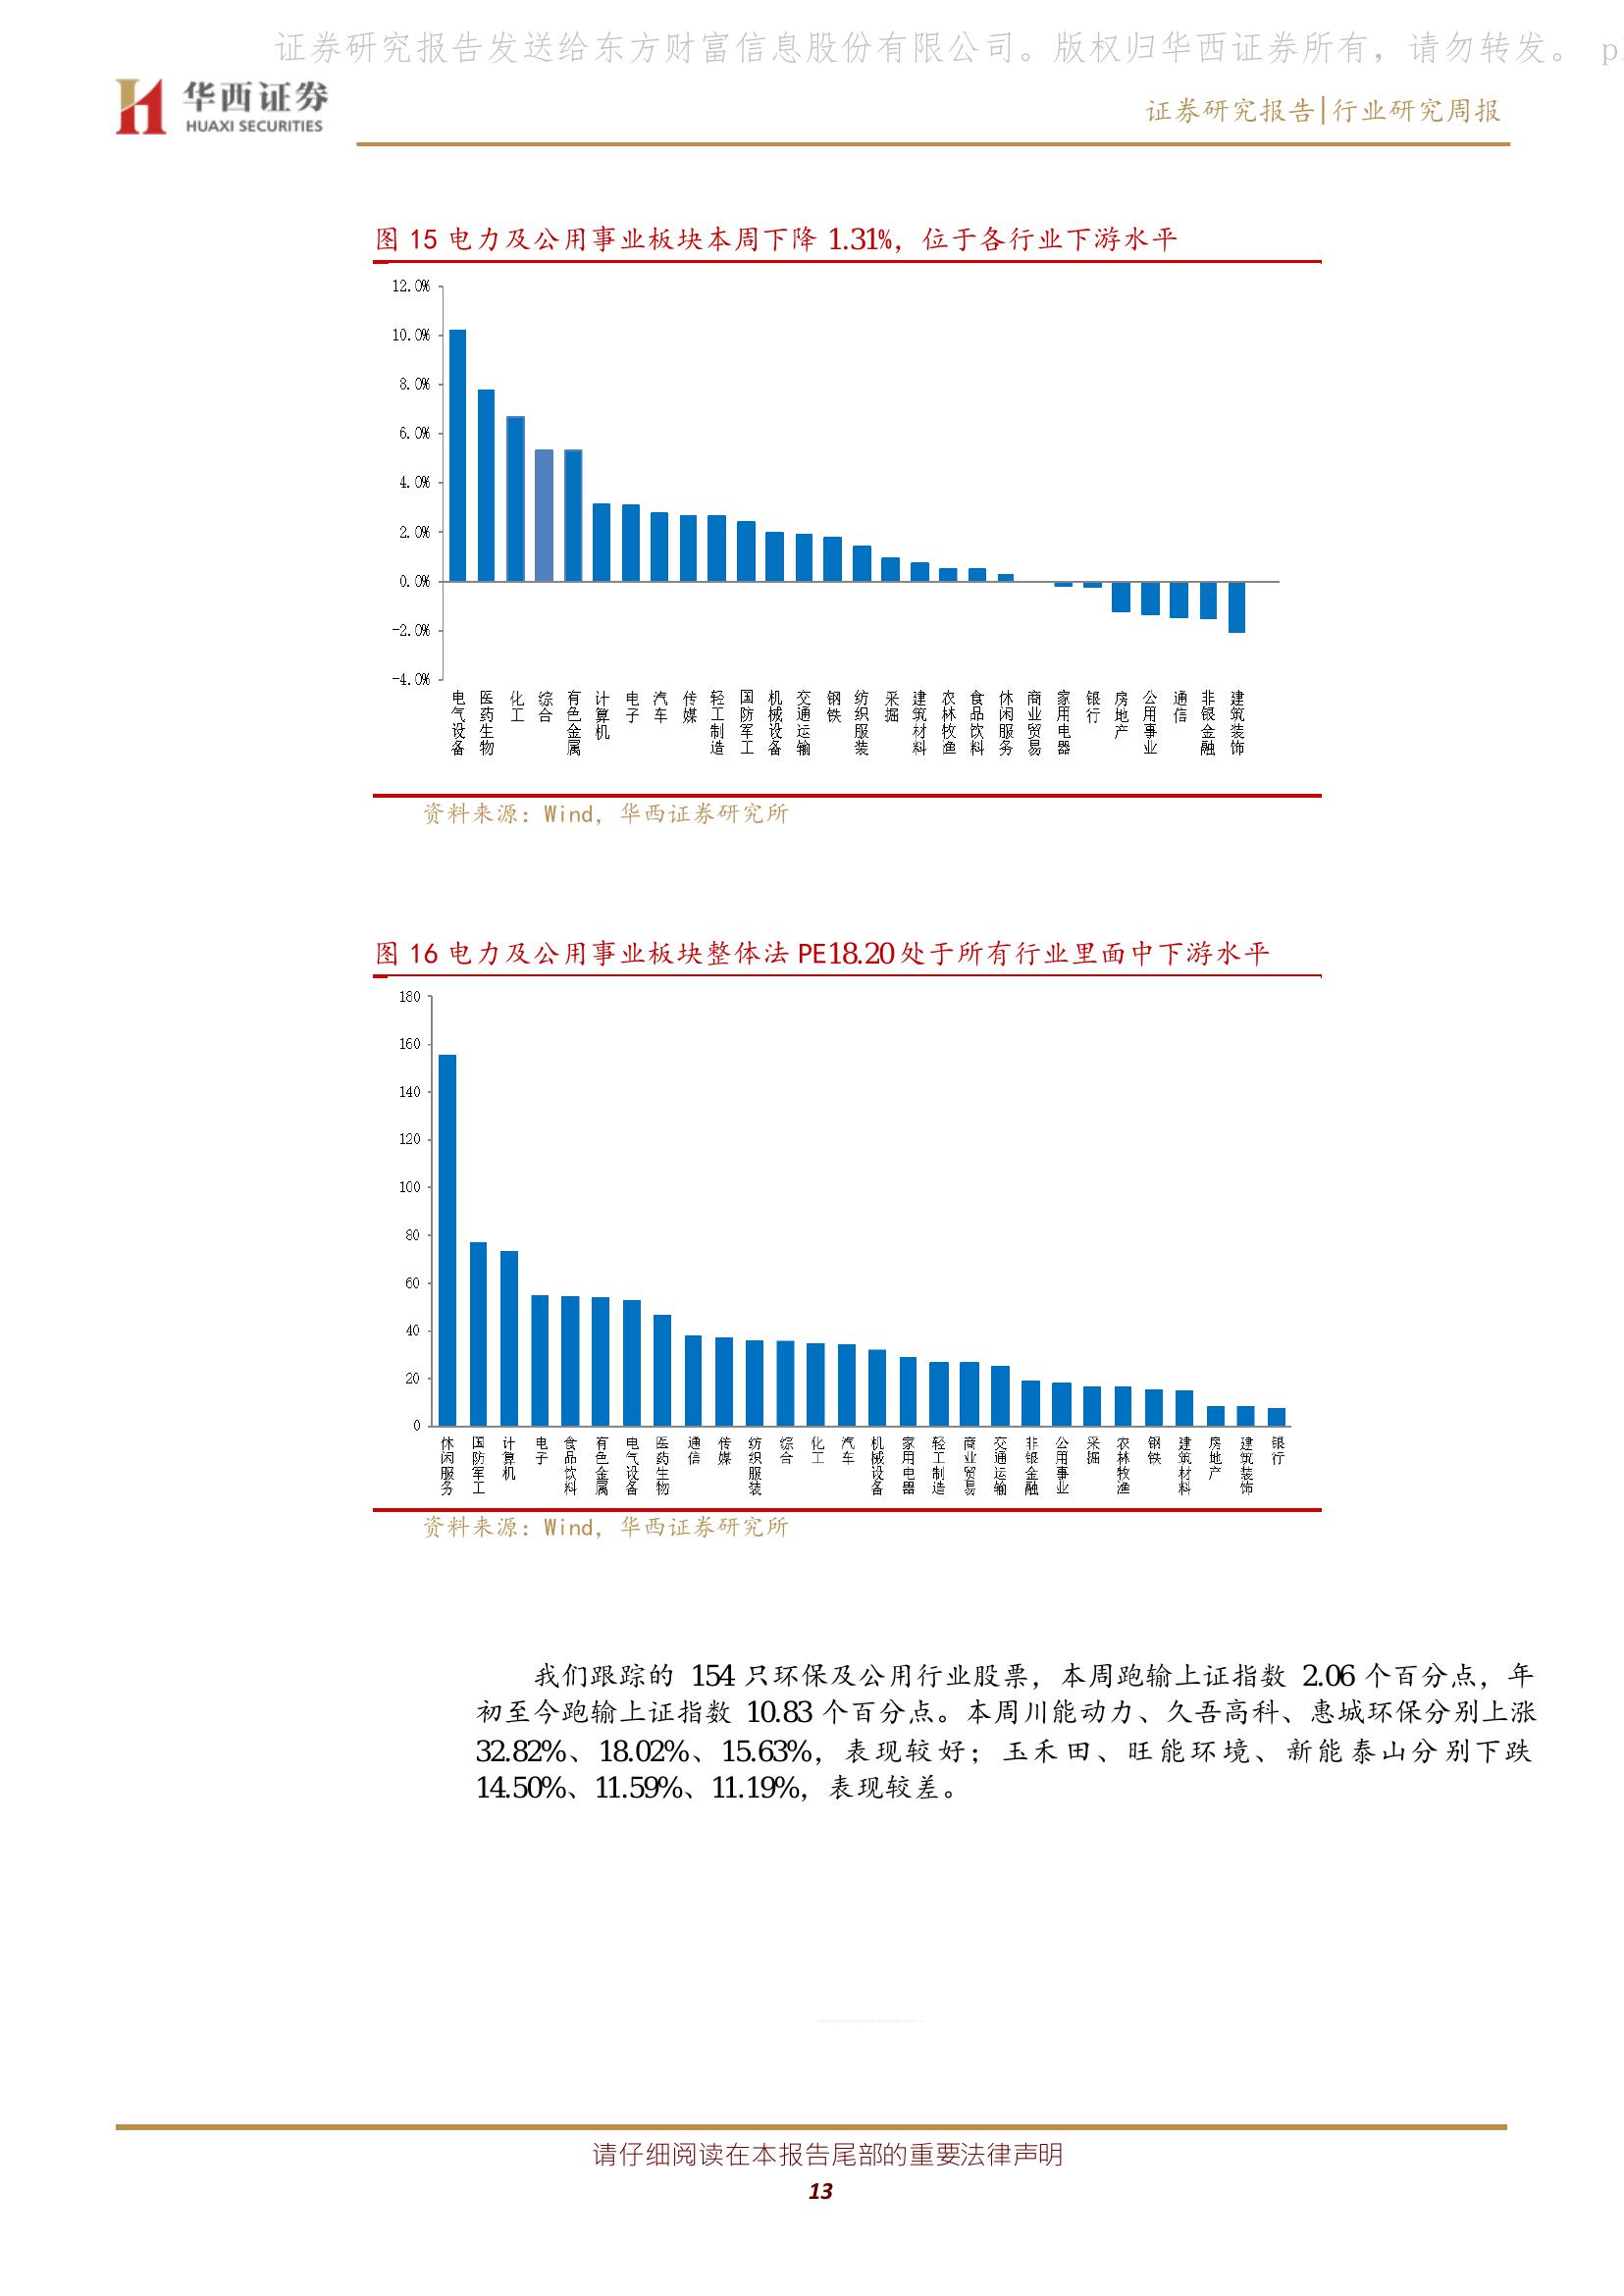 证券研究报告发送给东方财富信息股份有限公司。版权归华西证券所有，请勿转发。 p
华西证券
HUAXI SECURITIES
证券研究报告|行业研究周报
图 15 电力及公用事业板块本周下降 1.31%，位于各行业下游水平
12.0%
10.0%
8.0%
6.0%
4.0%
2.0%
0.0%
-2.0%
-4.0%
电气设备
医药生物
化工
综合
有色金属
计算机
电子
汽车
传媒
轻工制造
国防军工
机械设备
交通运输
钢铁
纺织服装
采掘
建筑材料
农林牧渔
食品饮料
休闲服务
商业贸易
家用电器
银行
房地产
公用事业
通信
非银金融
建筑装饰
资料来源：Wind，华西证券研究所
图 16 电力及公用事业板块整体法 PE18.20 处于所有行业里面中下游水平
180
160
140
120
100
80
60
40
20
0
休闲服务
国防军工
计算机
电子
食品饮料
有色金属
电气设备
医药生物
通信
传媒
纺织服装
综合
化工
汽车
机械设备
家用电器
轻工制造
商业贸易
交通运输
非银金融
公用事业
采掘
农林牧渔
钢铁
建筑材料
房地产
建筑装饰
银行
资料来源：Wind，华西证券研究所
我们跟踪的 154 只环保及公用行业股票，本周跑输上证指数 2.06 个百分点，年
初至今跑输上证指数 10.83 个百分点。本周川能动力、久吾高科、惠城环保分别上涨
32.82%、18.02%、15.63%，表现较好；玉禾田、旺能环境、新能泰山分别下跌
14.50%、11.59%、11.19%，表现较差。
请仔细阅读在本报告尾部的重要法律声明
13